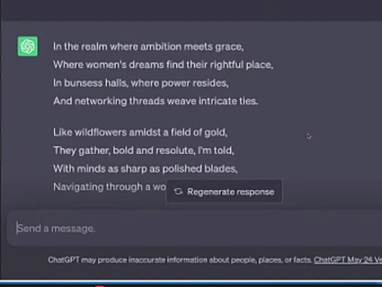 In the realm where ambition meets grace,
Where women's dreams find their rightful place,
In bunsess halls, where power resides,
And networking threads weave intricate ties.
Like wildflowers amidst a field of gold,
They gather, bold and resolute, I'm told,
With minds as sharp as polished blades,
Navigating through a wo
Regenerate response
Send a message.
ChatGPT may produce inaccurate information about people, places, or facts. ChatGPT May 24 Ve